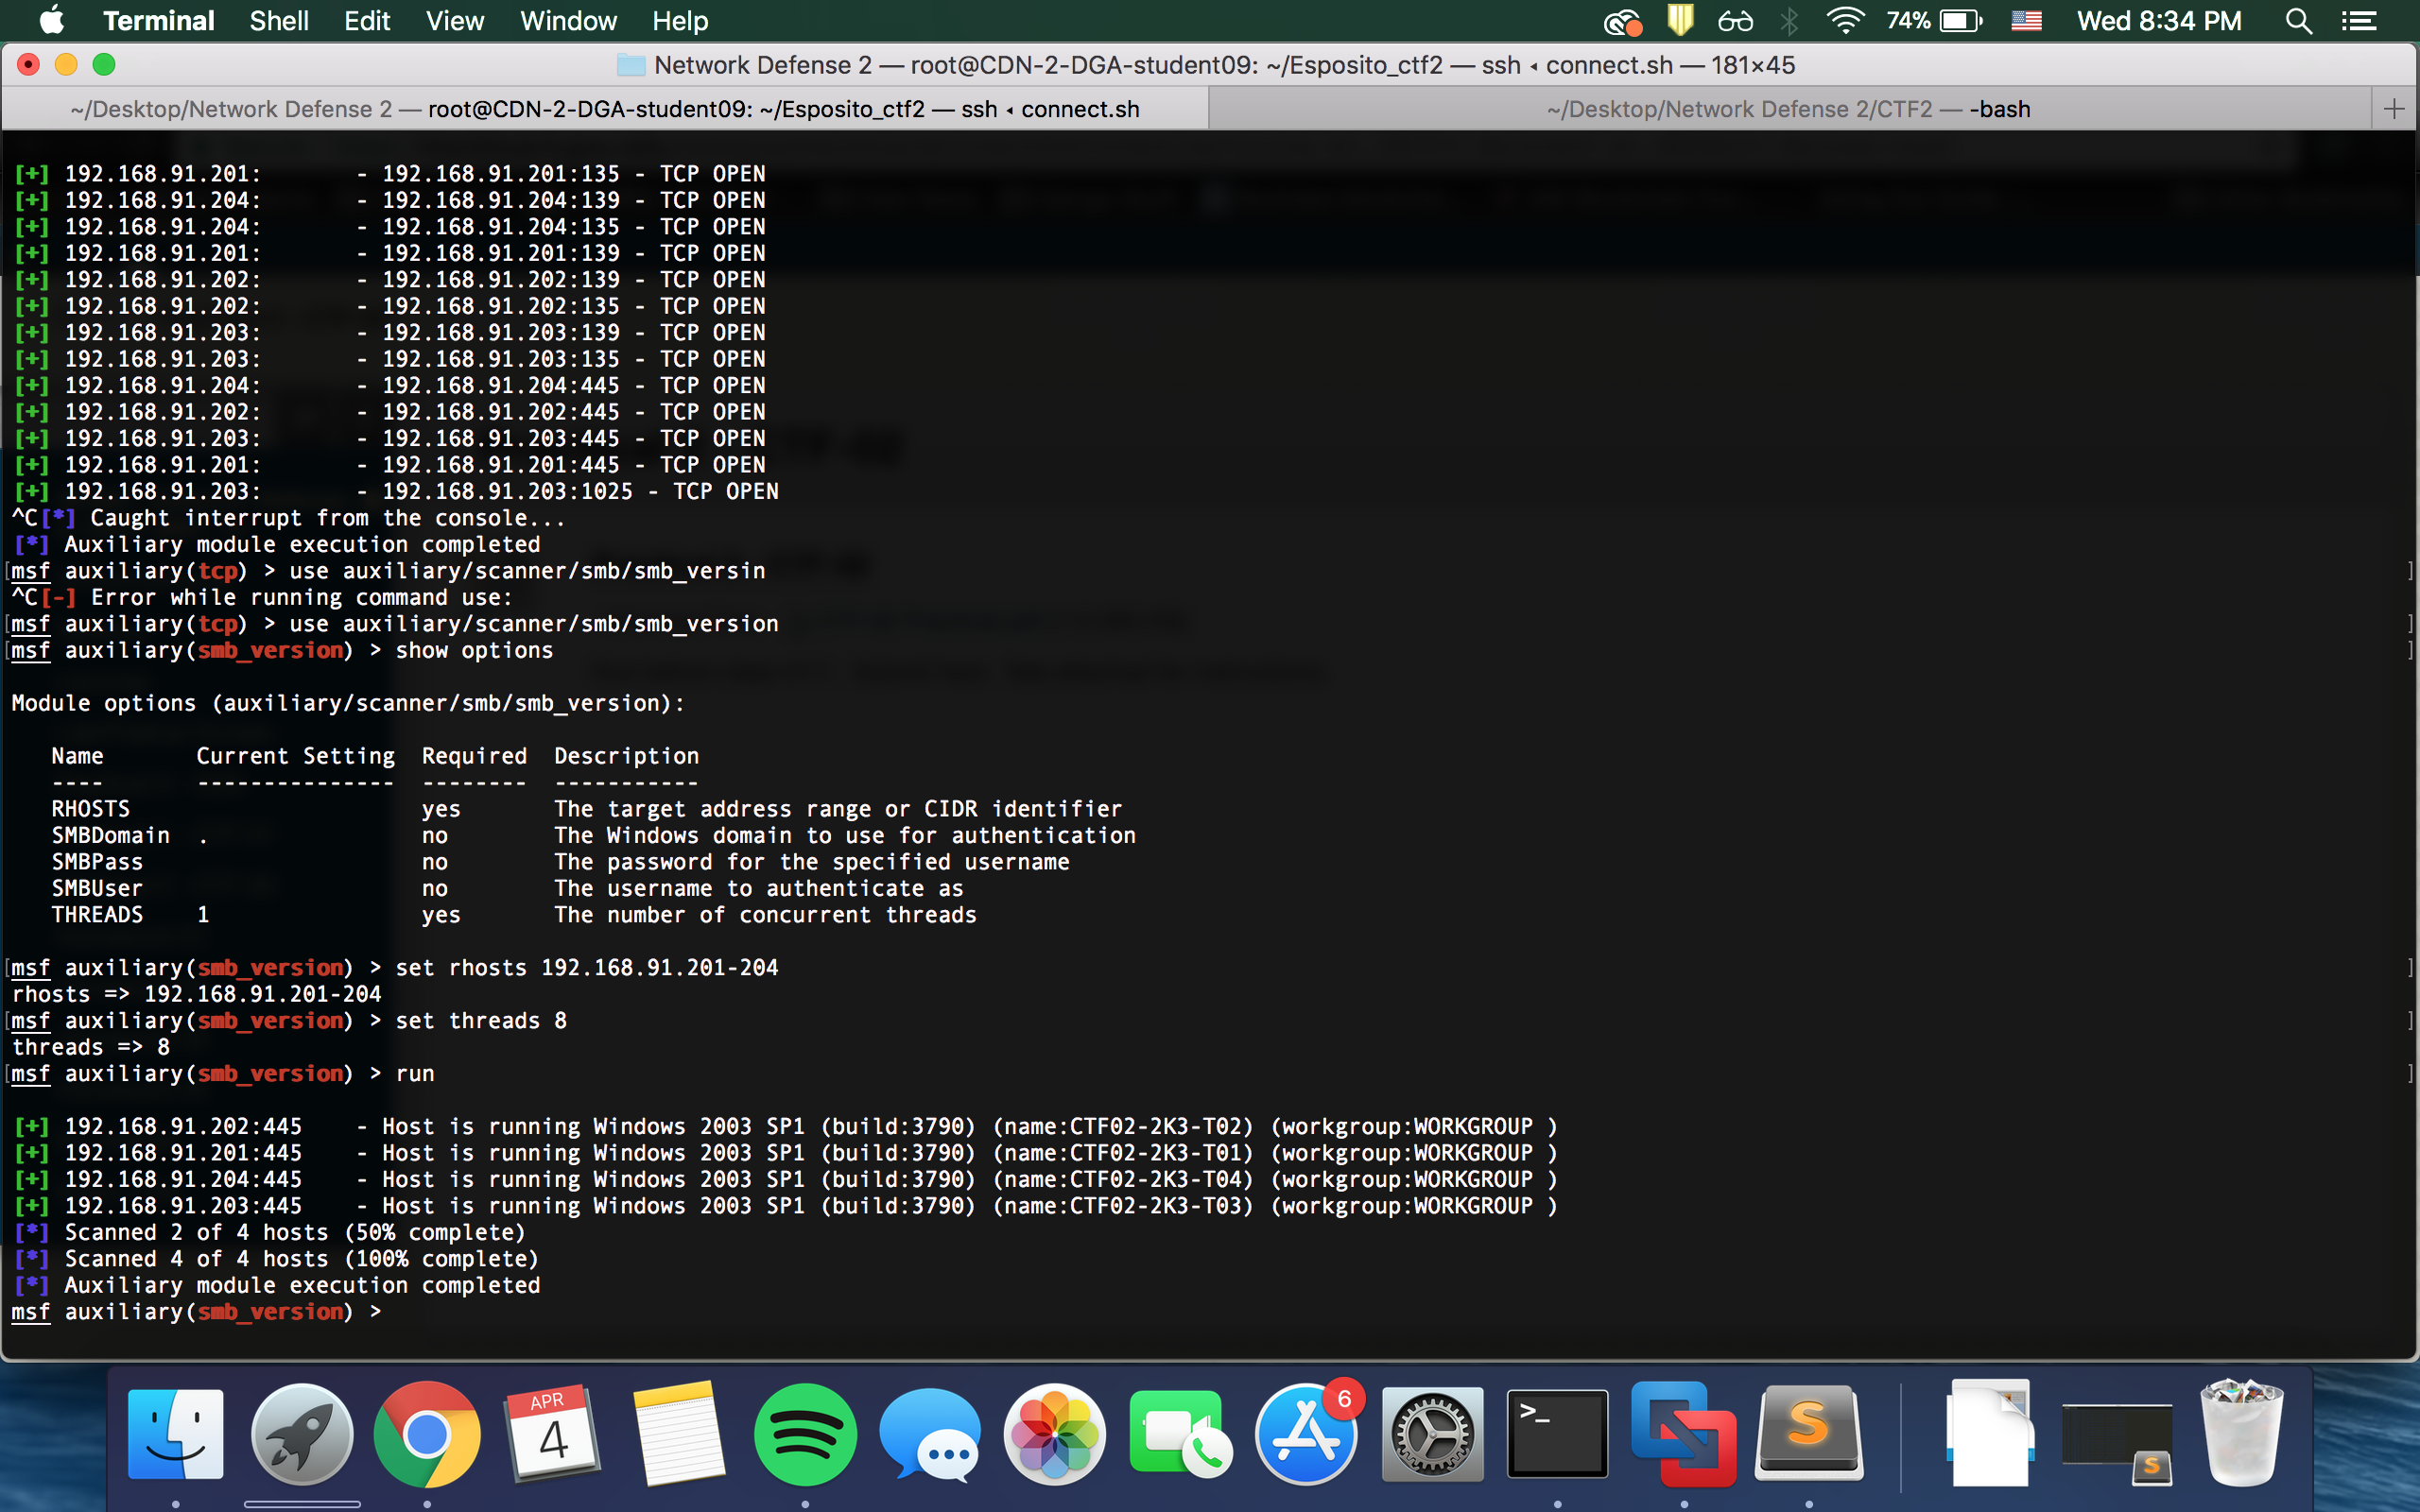 Terminal Shell Edit View Window Help 74% Wed 8:34 PM
Network Defense 2 — root@CDN-2-DGA-student09: ~/Esposito_ctf2 — ssh ◂ connect.sh — 181×45
~/Desktop/Network Defense 2 — root@CDN-2-DGA-student09: ~/Esposito_ctf2 — ssh ◂ connect.sh ~/Desktop/Network Defense 2/CTF2 — -bash +
[+] 192.168.91.201: - 192.168.91.201:135 - TCP OPEN
[+] 192.168.91.204: - 192.168.91.204:139 - TCP OPEN
[+] 192.168.91.204: - 192.168.91.204:135 - TCP OPEN
[+] 192.168.91.201: - 192.168.91.201:139 - TCP OPEN
[+] 192.168.91.202: - 192.168.91.202:139 - TCP OPEN
[+] 192.168.91.202: - 192.168.91.202:135 - TCP OPEN
[+] 192.168.91.203: - 192.168.91.203:139 - TCP OPEN
[+] 192.168.91.203: - 192.168.91.203:135 - TCP OPEN
[+] 192.168.91.204: - 192.168.91.204:445 - TCP OPEN
[+] 192.168.91.202: - 192.168.91.202:445 - TCP OPEN
[+] 192.168.91.203: - 192.168.91.203:445 - TCP OPEN
[+] 192.168.91.201: - 192.168.91.201:445 - TCP OPEN
[+] 192.168.91.203: - 192.168.91.203:1025 - TCP OPEN
^C[*] Caught interrupt from the console...
[*] Auxiliary module execution completed
[msf auxiliary(tcp) > use auxiliary/scanner/smb/smb_versin ]
^C[-] Error while running command use:
[msf auxiliary(tcp) > use auxiliary/scanner/smb/smb_version ]
[msf auxiliary(smb_version) > show options ]
Module options (auxiliary/scanner/smb/smb_version):
Name Current Setting Required Description
---- --------------- -------- -----------
RHOSTS yes The target address range or CIDR identifier
SMBDomain . no The Windows domain to use for authentication
SMBPass no The password for the specified username
SMBUser no The username to authenticate as
THREADS 1 yes The number of concurrent threads
[msf auxiliary(smb_version) > set rhosts 192.168.91.201-204 ]
rhosts => 192.168.91.201-204
[msf auxiliary(smb_version) > set threads 8 ]
threads => 8
[msf auxiliary(smb_version) > run ]
[+] 192.168.91.202:445 - Host is running Windows 2003 SP1 (build:3790) (name:CTF02-2K3-T02) (workgroup:WORKGROUP )
[+] 192.168.91.201:445 - Host is running Windows 2003 SP1 (build:3790) (name:CTF02-2K3-T01) (workgroup:WORKGROUP )
[+] 192.168.91.204:445 - Host is running Windows 2003 SP1 (build:3790) (name:CTF02-2K3-T04) (workgroup:WORKGROUP )
[+] 192.168.91.203:445 - Host is running Windows 2003 SP1 (build:3790) (name:CTF02-2K3-T03) (workgroup:WORKGROUP )
[*] Scanned 2 of 4 hosts (50% complete)
[*] Scanned 4 of 4 hosts (100% complete)
[*] Auxiliary module execution completed
msf auxiliary(smb_version) >
APR
4
6
>_
S
S